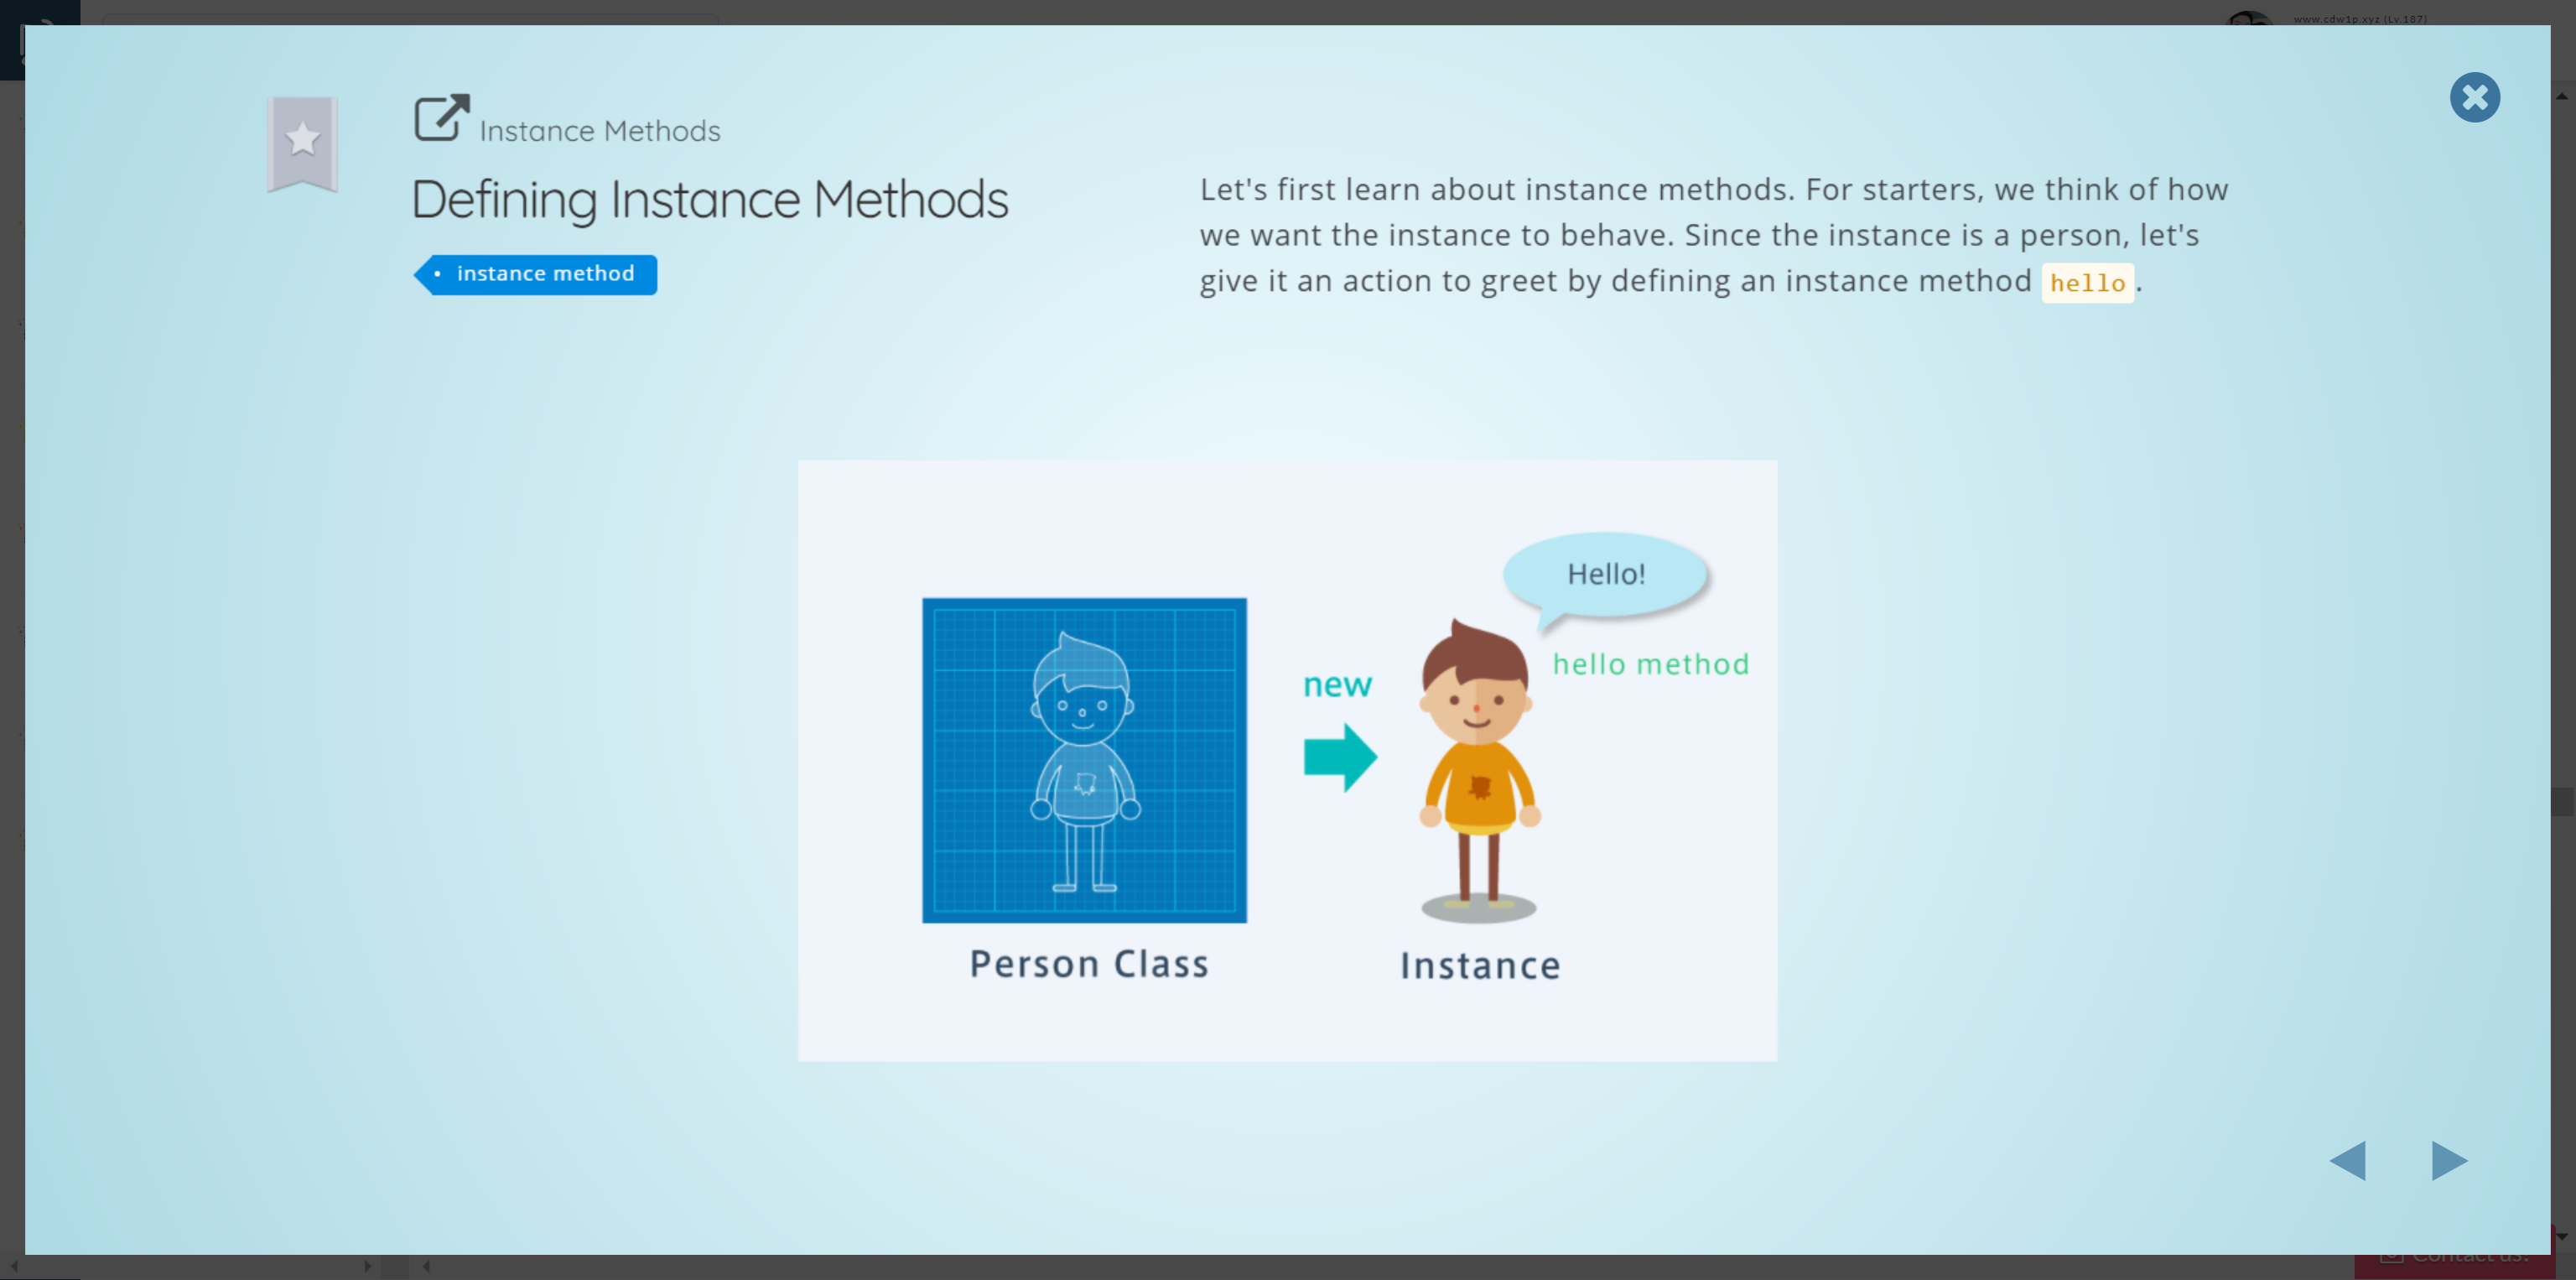 www.cdw1p.xyz (Lv.187)
Instance Methods
Defining Instance Methods
• instance method
Let's first learn about instance methods. For starters, we think of how
we want the instance to behave. Since the instance is a person, let's
give it an action to greet by defining an instance method hello.
Hello!
hello method
new
Person Class
Instance
Contact us!